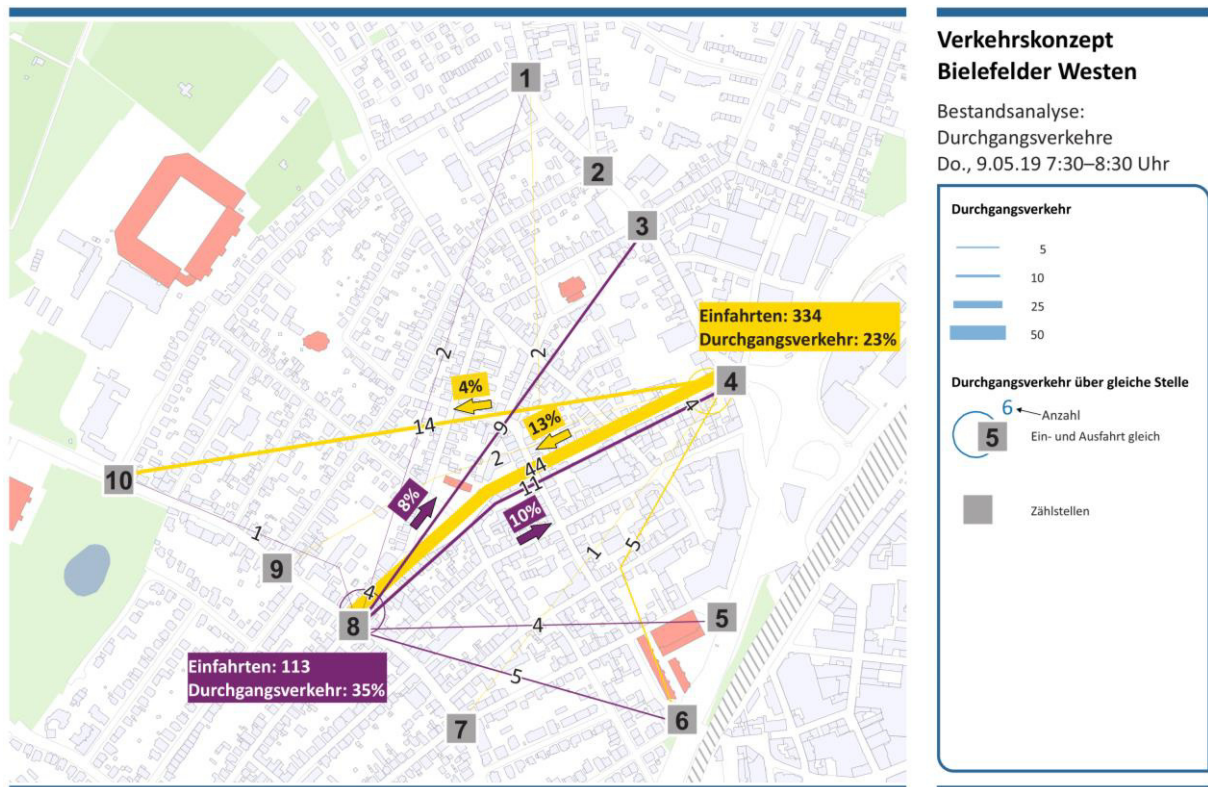 Verkehrskonzept
Bielefelder Westen
Bestandsanalyse:
Durchgangsverkehre
Do., 9.05.19 7:30–8:30 Uhr
Durchgangsverkehr
5
10
25
50
Durchgangsverkehr über gleiche Stelle
6
Anzahl
5
Ein- und Ausfahrt gleich
Zählstellen
1
2
3
Einfahrten: 334
Durchgangsverkehr: 23%
4
4
2
2
4%
14
9
13%
2
44
11
8%
10%
10
1
1
5
9
4
8
4
5
5
Einfahrten: 113
Durchgangsverkehr: 35%
7
6